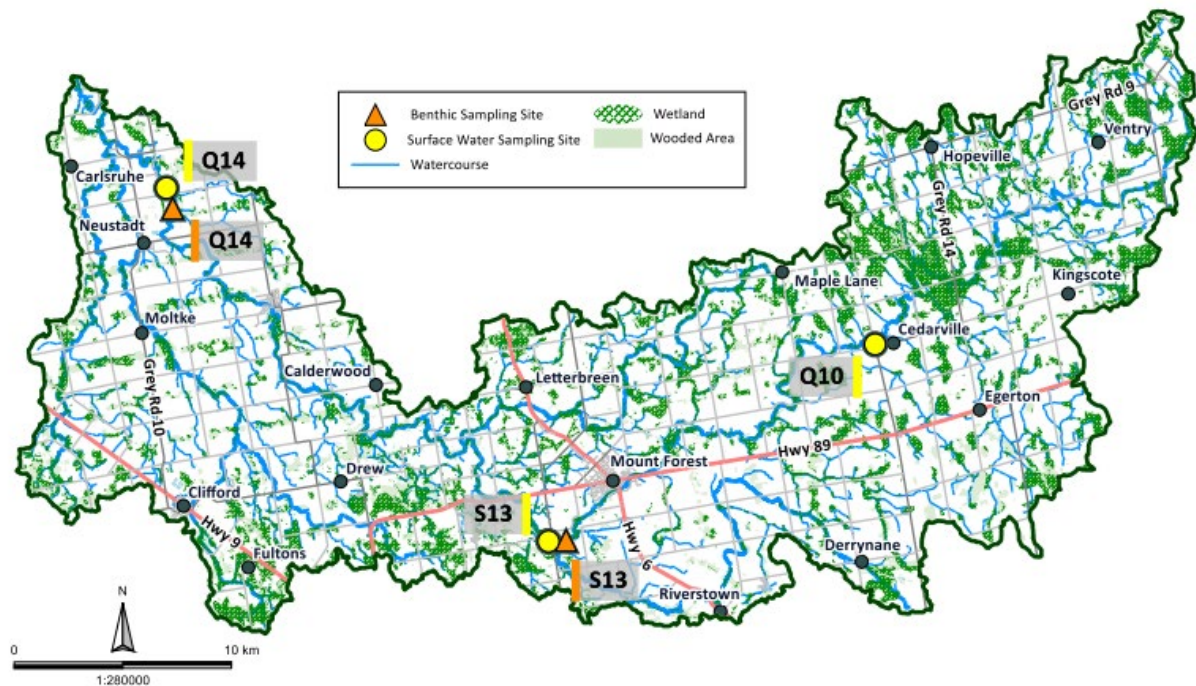 Benthic Sampling Site
Wetland
Surface Water Sampling Site
Wooded Area
Watercourse
Grey Rd 9
Ventry
Hopeville
Q14
Carlsruhe
Neustadt
Q14
Grey Rd 14
Maple Lane
Kingscote
Moltke
Cedarville
Grey Rd 10
Calderwood
Letterbreen
Q10
Egerton
Hwy 89
Mount Forest
Drew
Clifford
S13
Hwy 9
Hwy 6
Fultons
S13
Derrynane
Riverstown
N
0
10 km
1:280000